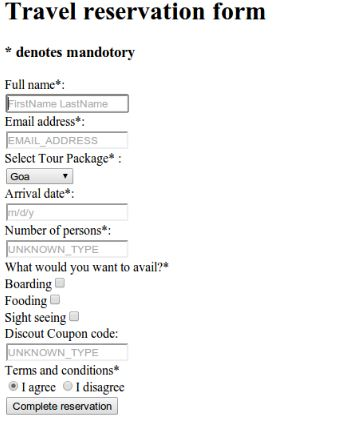 Travel reservation form
* denotes mandotory
Full name*:
FirstName LastName
Email address*:
EMAIL_ADDRESS
Select Tour Package* :
Goa
Arrival date*:
m/d/y
Number of persons*:
UNKNOWN_TYPE
What would you want to avail?*
Boarding
Fooding
Sight seeing
Discout Coupon code:
UNKNOWN_TYPE
Terms and conditions*
I agree I disagree
Complete reservation